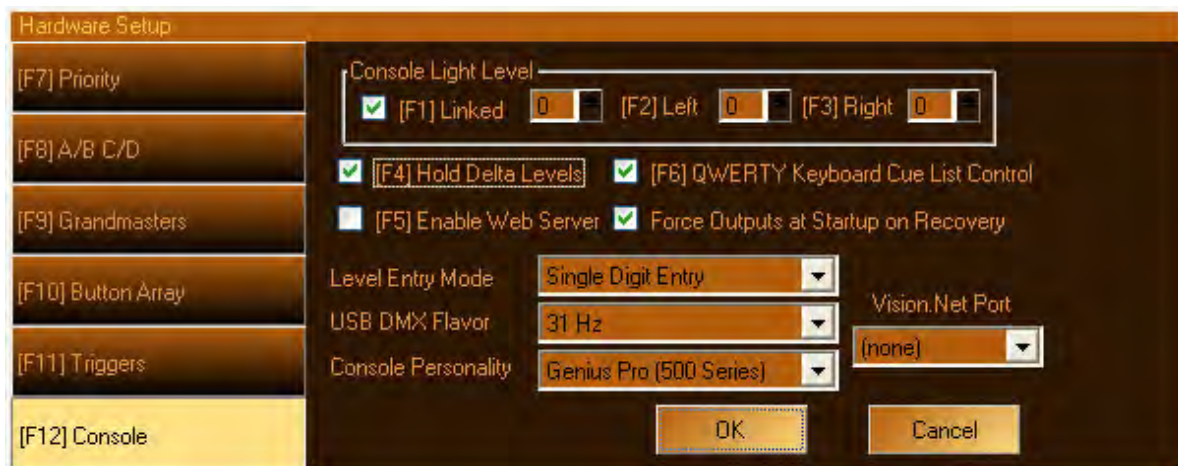 Hardware Setup
[F7] Priority
[F8] A/B C/D
[F9] Grandmasters
[F10] Button Array
[F11] Triggers
[F12] Console
Console Light Level
[F1] Linked 0 [F2] Left 0 [F3] Right 0
[F4] Hold Delta Levels [F6] QWERTY Keyboard Cue List Control
[F5] Enable Web Server Force Outputs at Startup on Recovery
Level Entry Mode Single Digit Entry
USB DMX Flavor 31 Hz
Console Personality Genius Pro (500 Series)
Vision.Net Port
(none)
OK Cancel